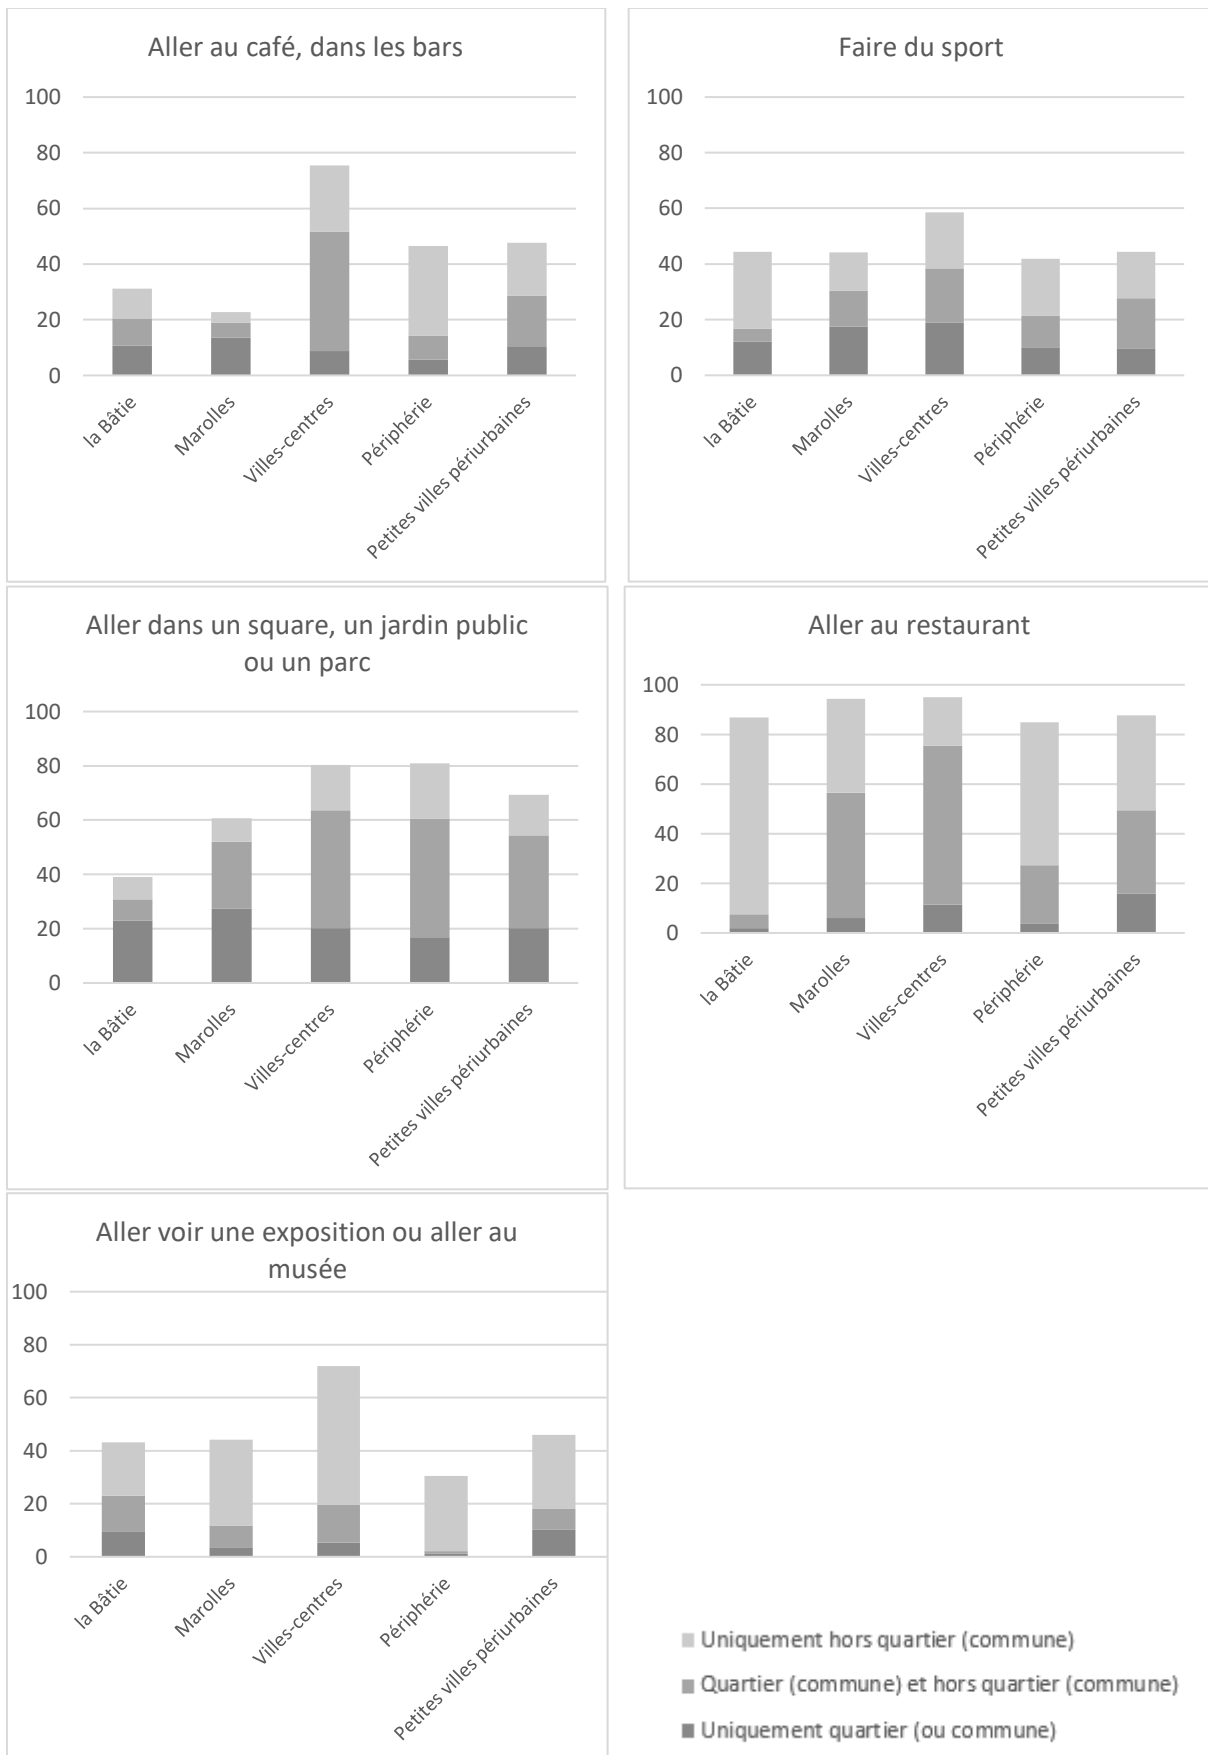 Aller au café, dans les bars
100
80
60
40
20
0
la Bâtie
Marolles
Villes-centres
Périphérie
Petites villes périurbaines
Faire du sport
100
80
60
40
20
0
la Bâtie
Marolles
Villes-centres
Périphérie
Petites villes périurbaines
Aller dans un square, un jardin public
ou un parc
100
80
60
40
20
0
la Bâtie
Marolles
Villes-centres
Périphérie
Petites villes périurbaines
Aller au restaurant
100
80
60
40
20
0
la Bâtie
Marolles
Villes-centres
Périphérie
Petites villes périurbaines
Aller voir une exposition ou aller au
musée
100
80
60
40
20
0
la Bâtie
Marolles
Villes-centres
Périphérie
Petites villes périurbaines
Uniquement hors quartier (commune)
Quartier (commune) et hors quartier (commune)
Uniquement quartier (ou commune)